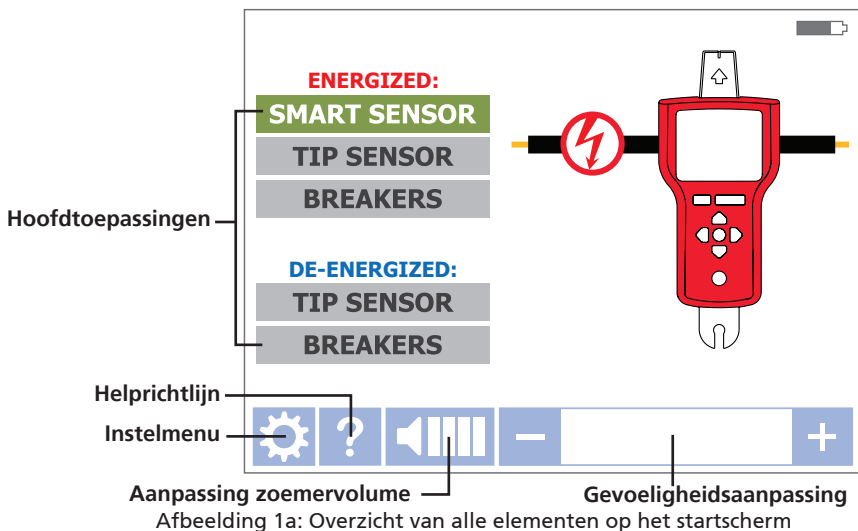 ENERGIZED:
SMART SENSOR
TIP SENSOR
BREAKERS
Hoofdtoepassingen
DE-ENERGIZED:
TIP SENSOR
BREAKERS
Helprichtlijn
Instelmenu
?
Aanpassing zoemervolume
Gevoeligheidsaanpassing
Afbeelding 1a: Overzicht van alle elementen op het startscherm